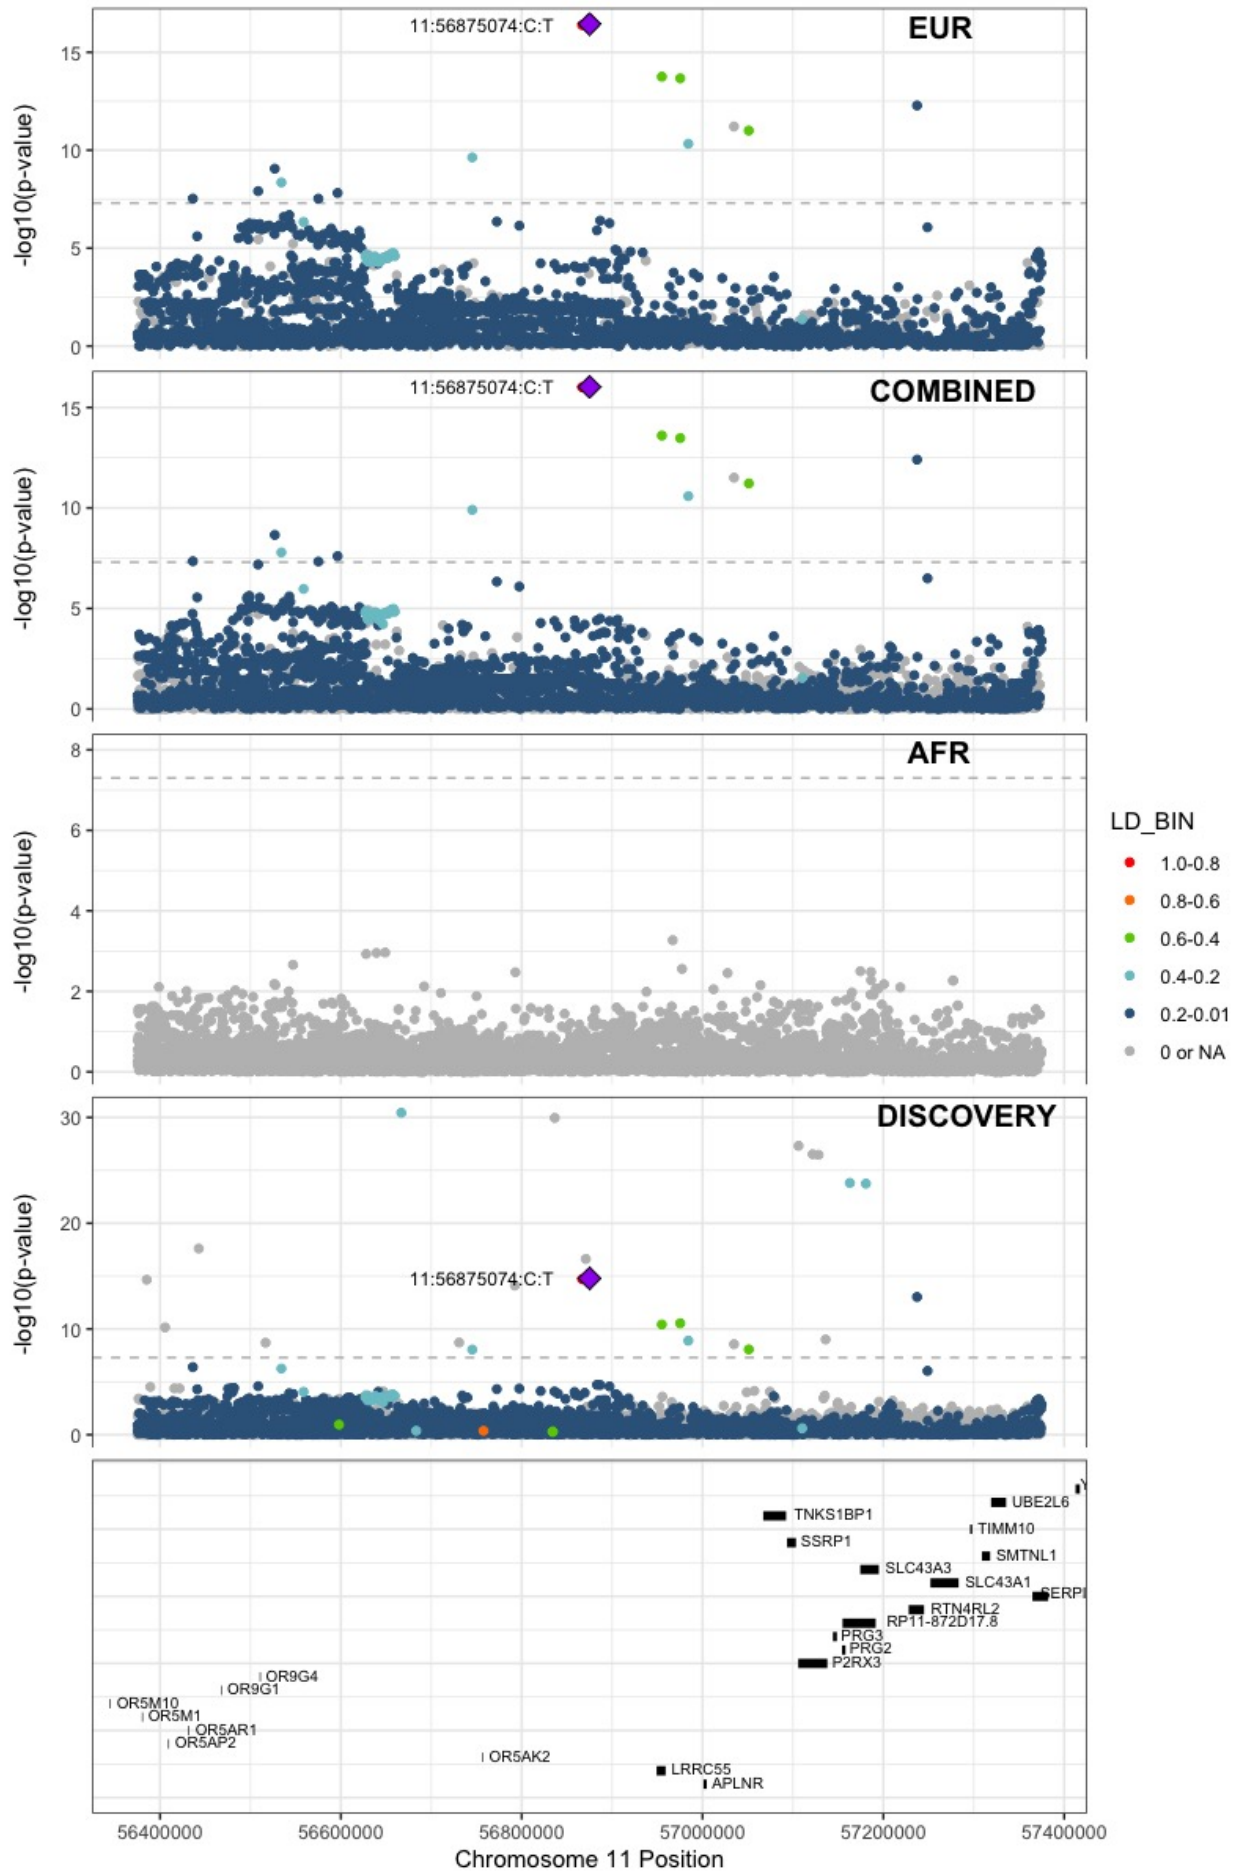 EUR
11:56875074:C:T
-log10(p-value)
15
10
5
0
COMBINED
11:56875074:C:T
-log10(p-value)
15
10
5
0
AFR
-log10(p-value)
8
6
4
2
0
LD_BIN
1.0-0.8
0.8-0.6
0.6-0.4
0.4-0.2
0.2-0.01
0 or NA
DISCOVERY
11:56875074:C:T
-log10(p-value)
30
20
10
0
UBE2L6
TNKS1BP1
TIMM10
SSRP1
SMTNL1
SLC43A3
SLC43A1
SERPI
RTN4RL2
RP11-872D17.8
PRG3
PRG2
P2RX3
OR9G4
OR9G1
OR5M10
OR5M1
OR5AR1
OR5AP2
OR5AK2
LRRC55
APLNR
56400000 56600000 56800000 57000000 57200000 57400000
Chromosome 11 Position